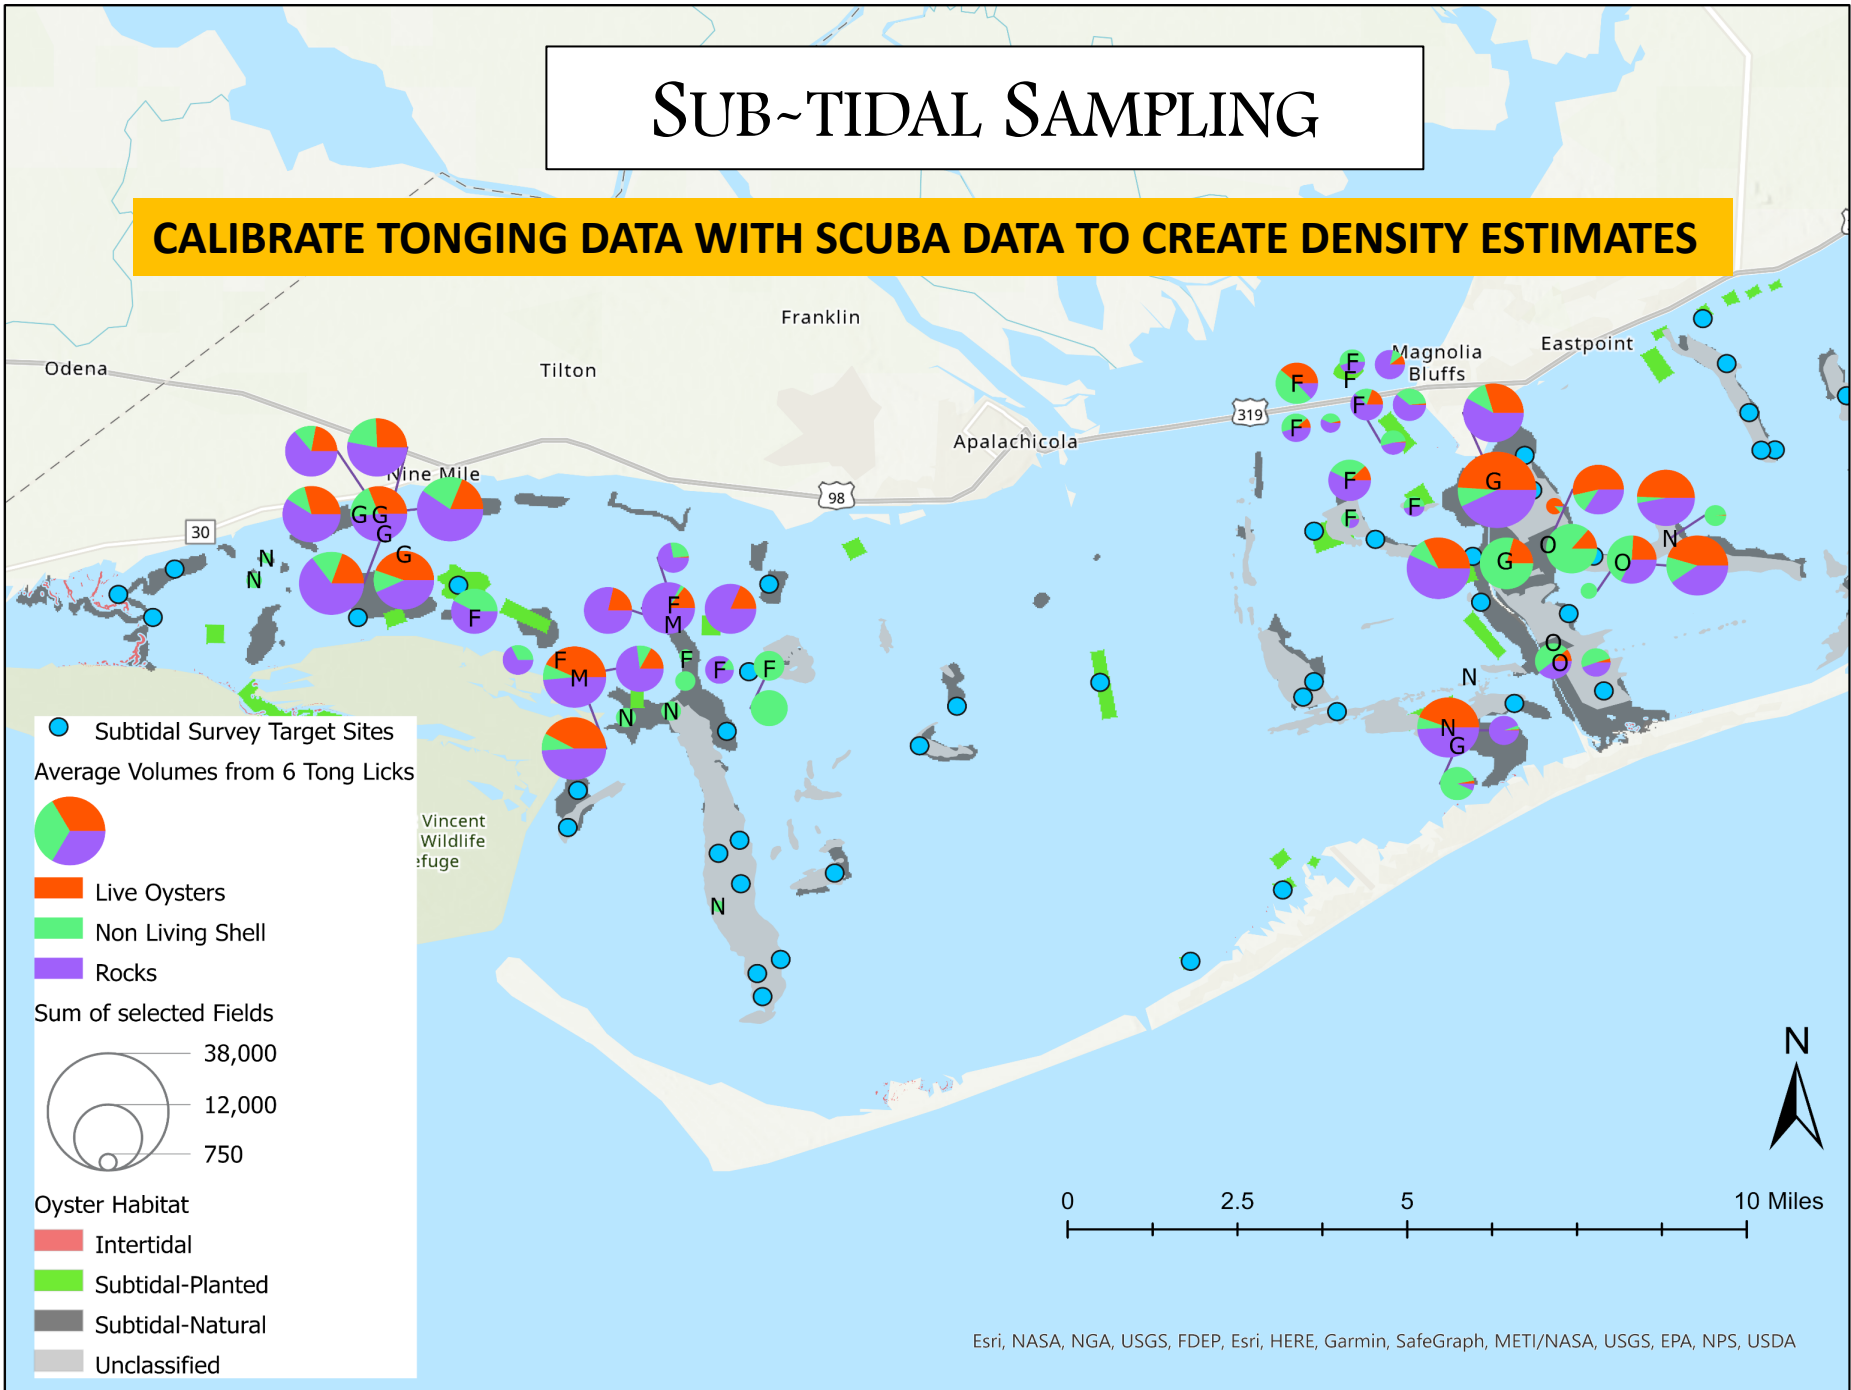 SUB~TIDAL SAMPLING
CALIBRATE TONGING DATA WITH SCUBA DATA TO CREATE DENSITY ESTIMATES
Franklin
Odena
Tilton
Magnolia
Bluffs
Eastpoint
319
Apalachicola
Nine Mile
98
30
F
F
F
F
F
F
F
F
F
G
G
G
G
G
G
N
N
N
O
O
O
O
F
F
M
F
M
F
F
F
N
N
N
N
G
N
Vincent
Wildlife
efuge
Subtidal Survey Target Sites
Average Volumes from 6 Tong Licks
Live Oysters
Non Living Shell
Rocks
Sum of selected Fields
38,000
12,000
750
Oyster Habitat
Intertidal
Subtidal-Planted
Subtidal-Natural
Unclassified
N
0 2.5 5 10 Miles
Esri, NASA, NGA, USGS, FDEP, Esri, HERE, Garmin, SafeGraph, METI/NASA, USGS, EPA, NPS, USDA